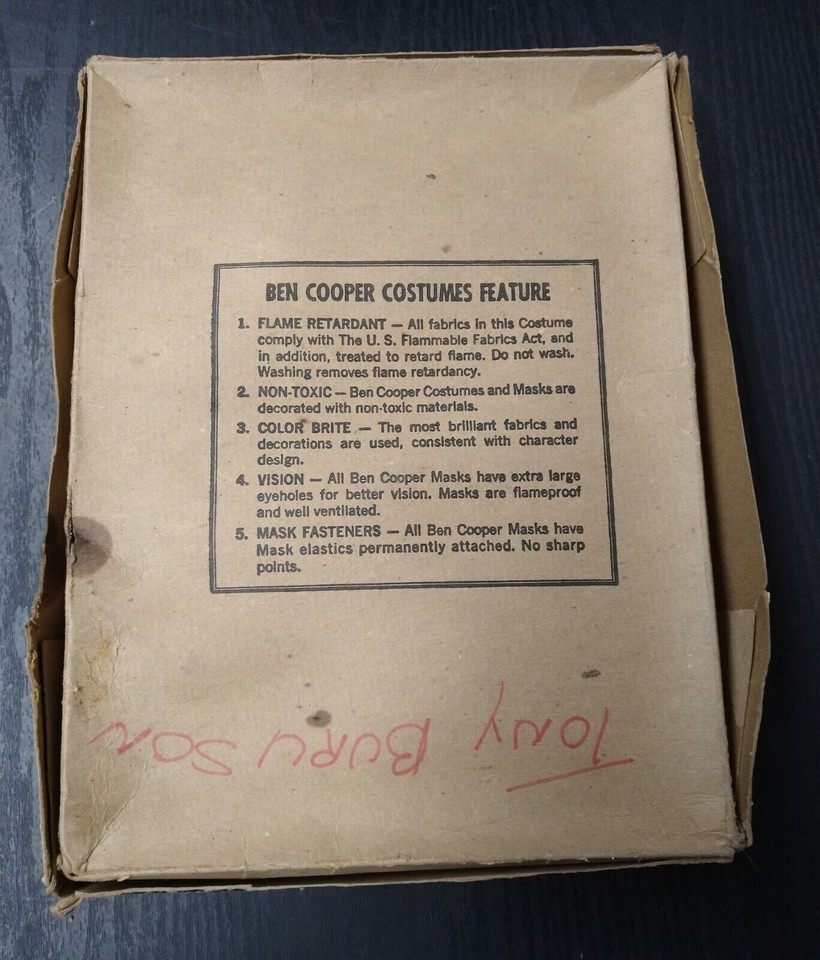 BEN COOPER COSTUMES FEATURE
1. FLAME RETARDANT — All fabrics in this Costume
comply with The U. S. Flammable Fabrics Act, and
in addition, treated to retard flame. Do not wash.
Washing removes flame retardancy.
2. NON-TOXIC — Ben Cooper Costumes and Masks are
decorated with non-toxic materials.
3. COLOR BRITE — The most brilliant fabrics and
decorations are used, consistent with character
design.
4. VISION — All Ben Cooper Masks have extra large
eyeholes for better vision. Masks are flameproof
and well ventilated.
5. MASK FASTENERS — All Ben Cooper Masks have
Mask elastics permanently attached. No sharp
points.
TONY